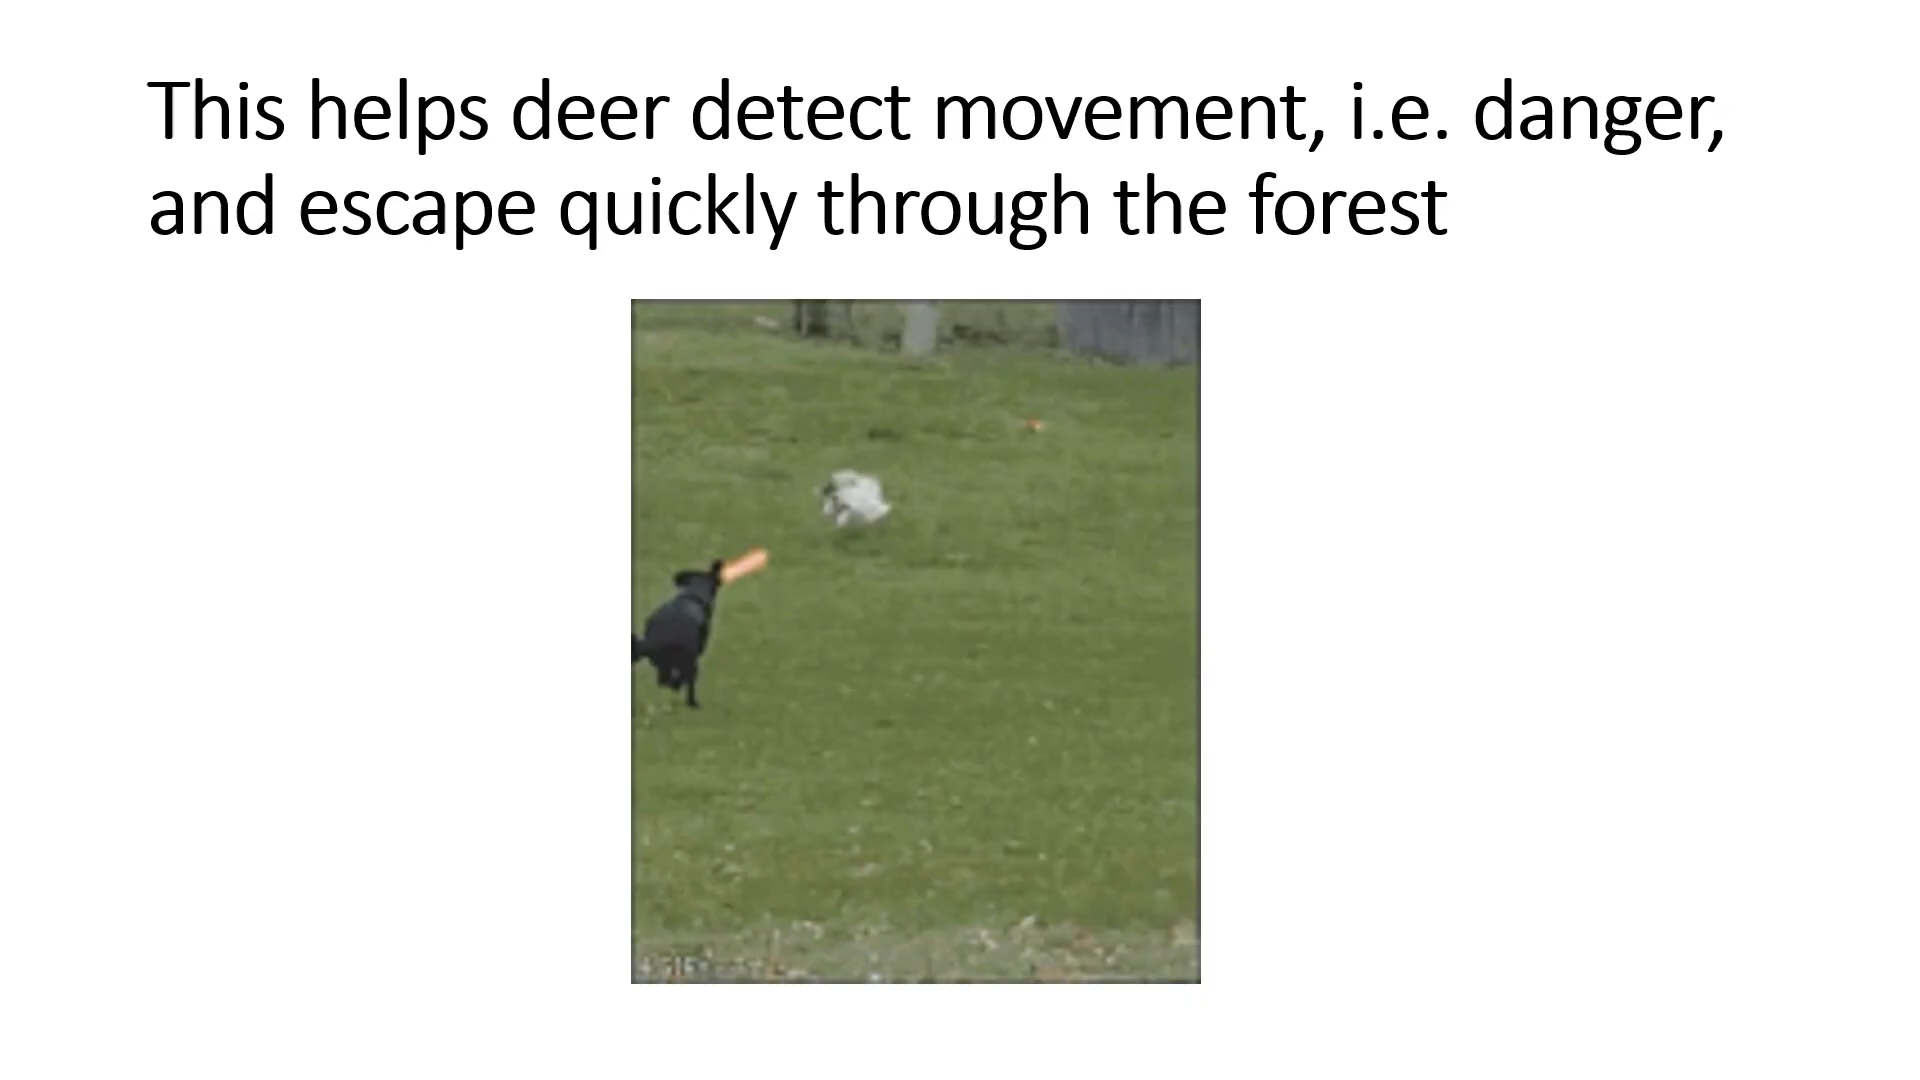 This helps deer detect movement, i.e. danger,
and escape quickly through the forest